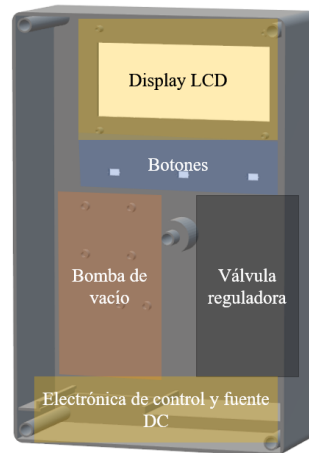 Display LCD
Botones
Bomba de
vacío
Válvula
reguladora
Electrónica de control y fuente
DC